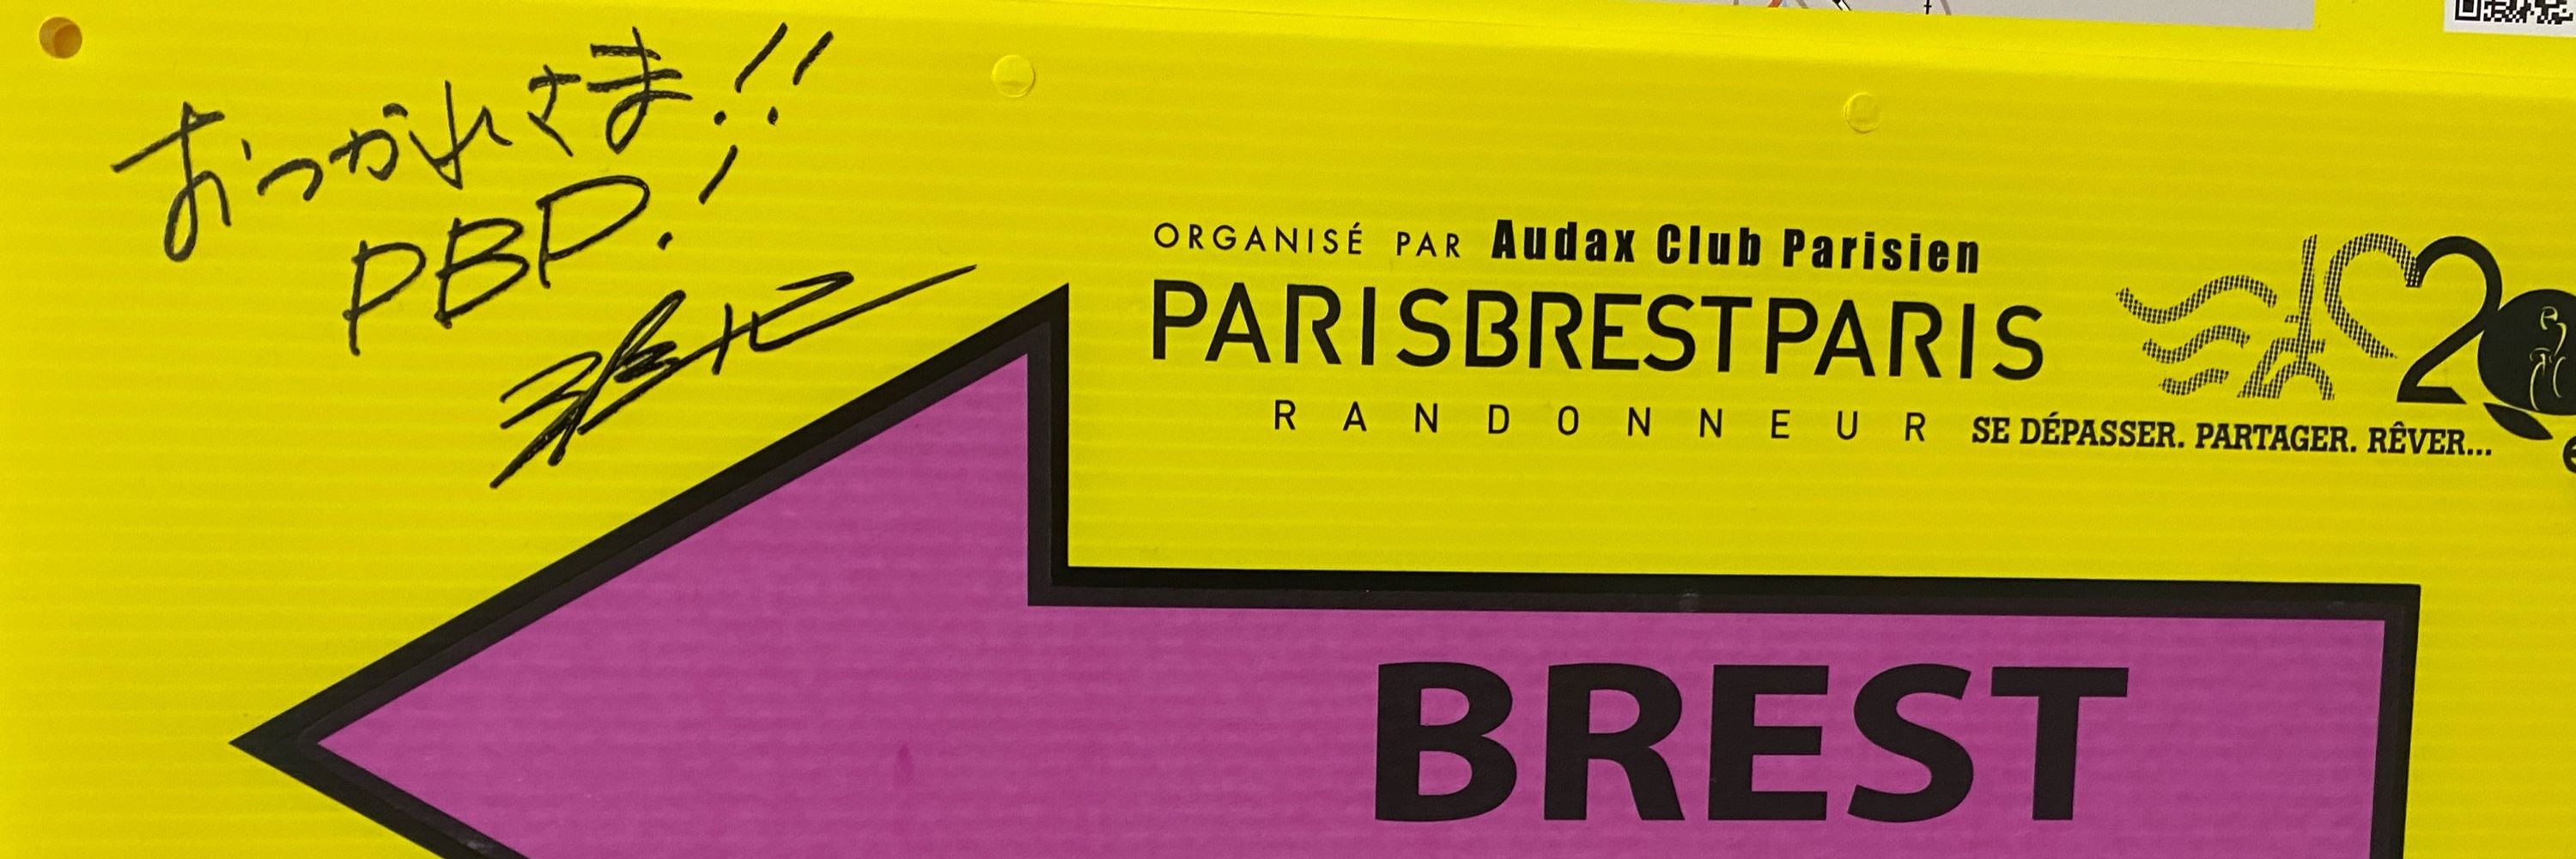 おつかれさま!!
PBP!
ORGANISÉ PAR Audax Club Parisien
PARISBRESTPARIS
RANDONNEUR
SE DÉPASSER. PARTAGER. RÊVER...
BREST